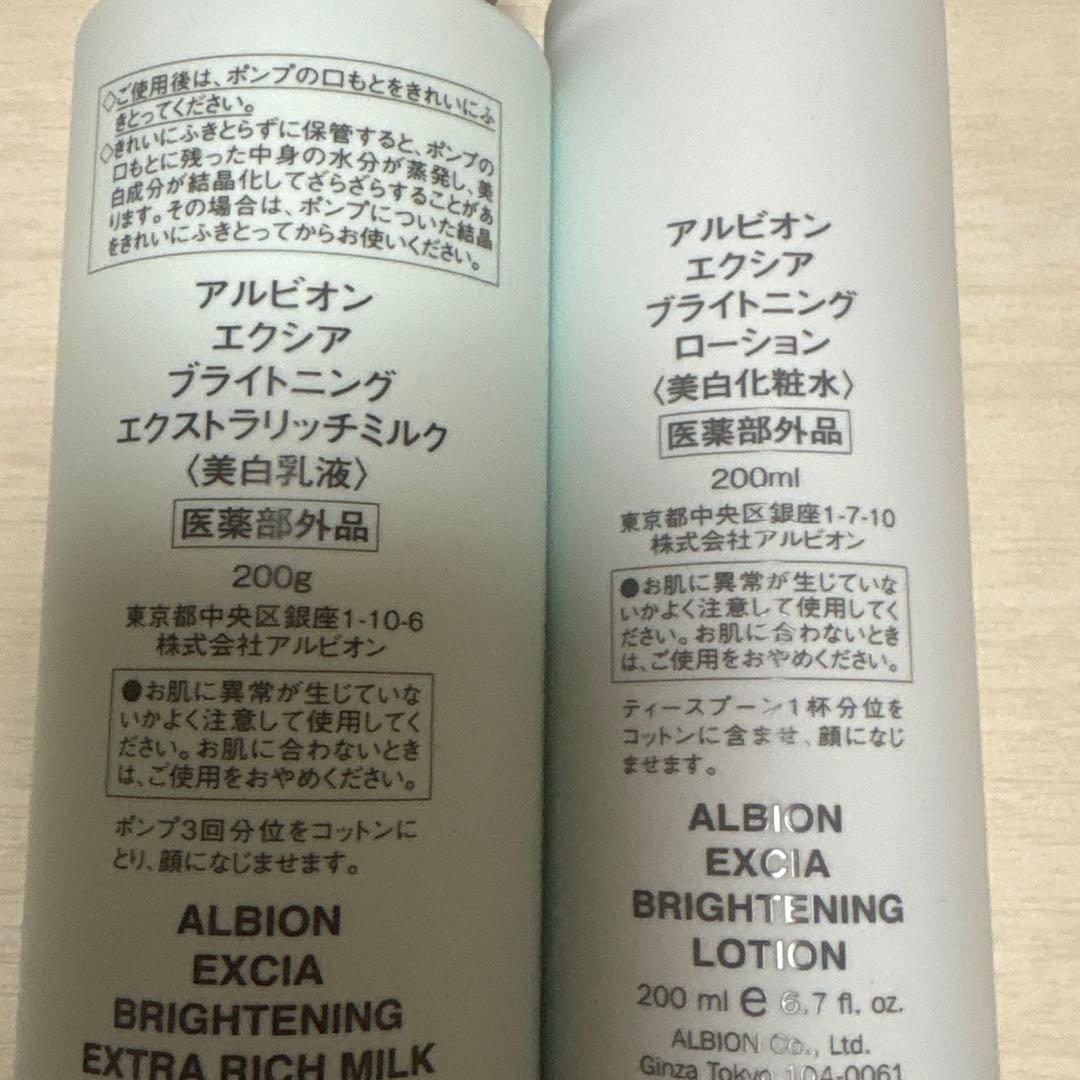 ◇ご使用後は、ポンプの口もとをきれいにふ
きとってください。
◇きれいにふきとらずに保管すると、ポンプの
口もとに残った中身の水分が蒸発し、美
白成分が結晶化してざらざらすることがあ
ります。その場合は、ポンプについた結晶
をきれいにふきとってからお使いください。
アルビオン
エクシア
ブライトニング
エクストラリッチミルク
〈美白乳液〉
医薬部外品
200g
東京都中央区銀座1-10-6
株式会社アルビオン
●お肌に異常が生じていな
いかよく注意して使用してく
ださい。お肌に合わないとき
は、ご使用をおやめください。
ポンプ3回分位をコットンに
とり、顔になじませます。
ALBION
EXCIA
BRIGHTENING
EXTRA RICH MILK
アルビオン
エクシア
ブライトニング
ローション
〈美白化粧水〉
医薬部外品
200ml
東京都中央区銀座1-7-10
株式会社アルビオン
●お肌に異常が生じていな
いかよく注意して使用してく
ださい。お肌に合わないとき
は、ご使用をおやめください。
ティースプーン1杯分位を
コットンに含ませ、顔になじ
ませます。
ALBION
EXCIA
BRIGHTENING
LOTION
200 ml e 6.7 fl. oz.
ALBION Co., Ltd.
Ginza Tokyo 104-0061